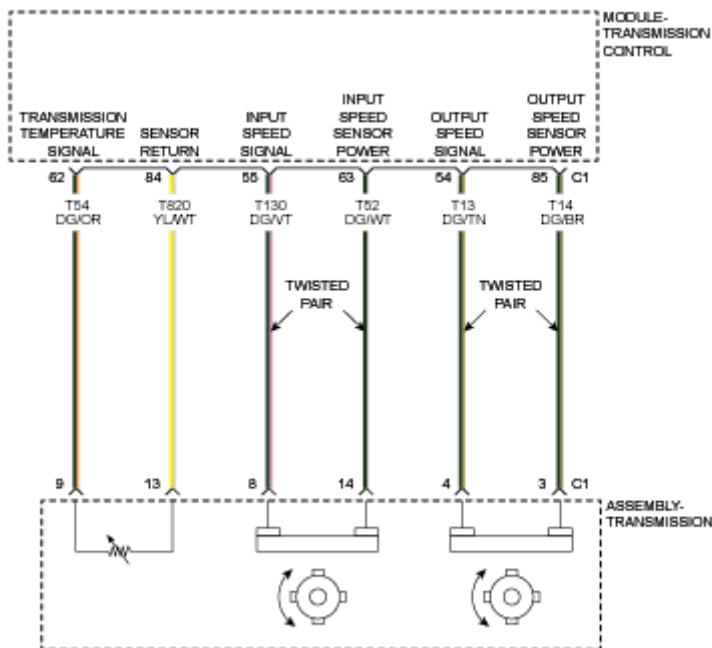 MODULE-
TRANSMISSION
CONTROL
TRANSMISSION
TEMPERATURE
SIGNAL
SENSOR
RETURN
INPUT
SPEED
SIGNAL
INPUT
SPEED
SENSOR
POWER
OUTPUT
SPEED
SIGNAL
OUTPUT
SPEED
SENSOR
POWER
62 84 55 63 54 85 C1
T54
DG/OR
T820
YL/WT
T130
DG/VT
T52
DG/WT
T13
DG/TN
T14
DG/BR
TWISTED
PAIR
TWISTED
PAIR
9 13 8 14 4 3 C1
ASSEMBLY-
TRANSMISSION